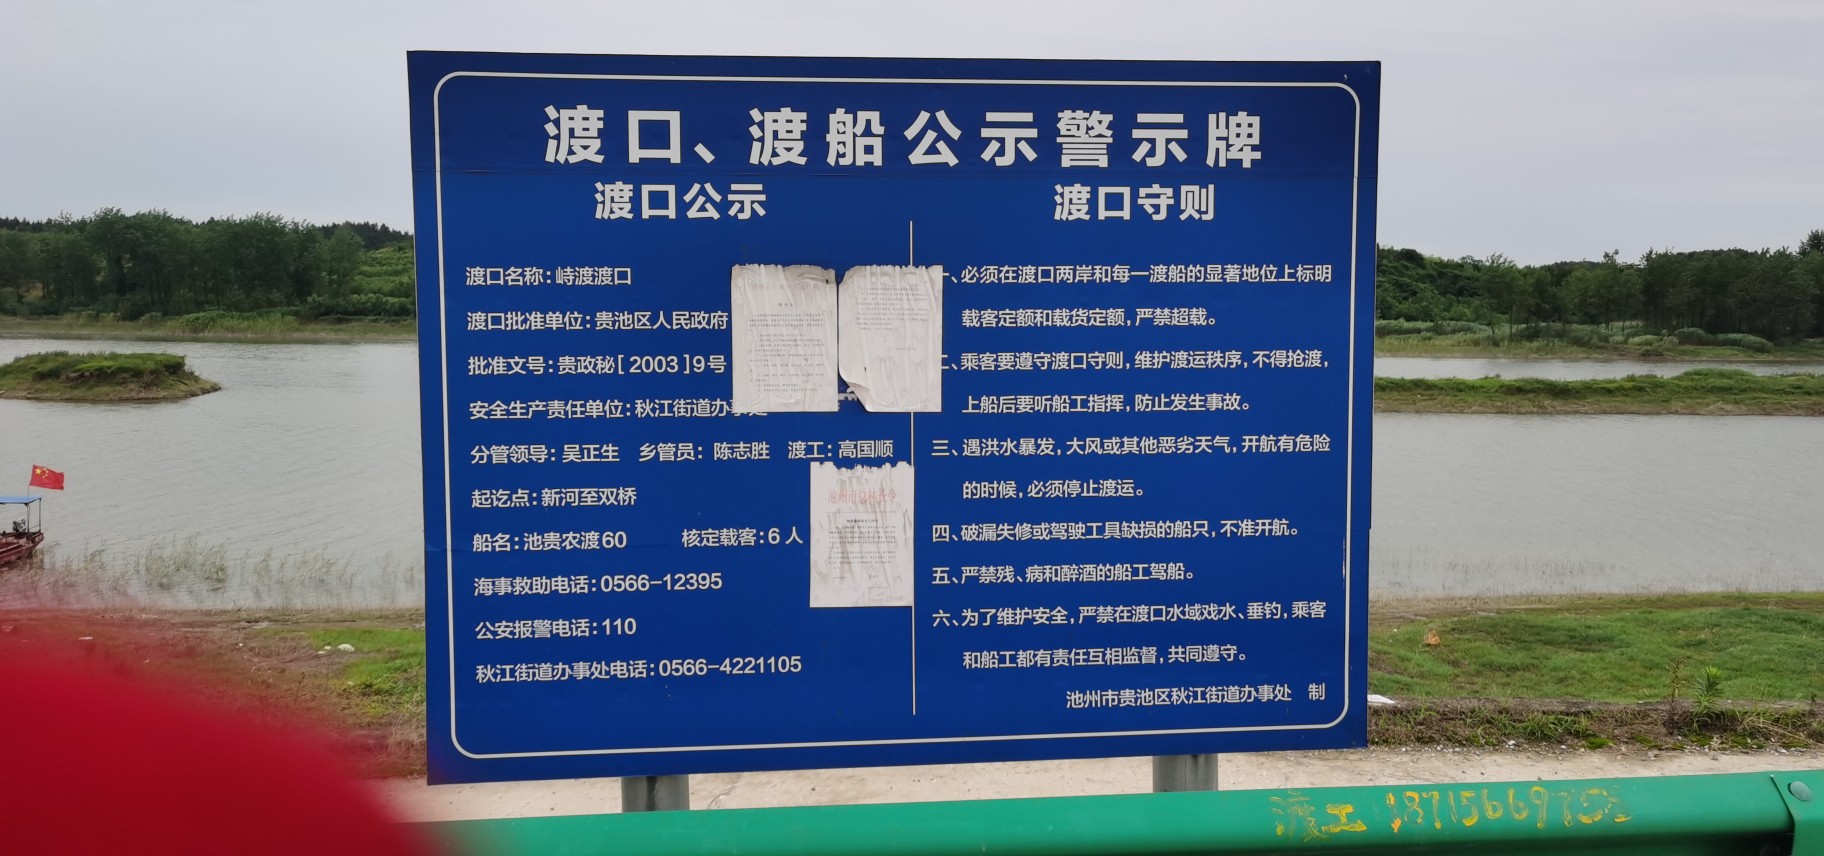 渡口、渡船公示警示牌
渡口公示
渡口名称:峙渡渡口
渡口批准单位:贵池区人民政府
批准文号:贵政秘[2003]9号
安全生产责任单位:秋江街道办事处
分管领导:吴正生 乡管员:陈志胜 渡工:高国顺
起讫点:新河至双桥
船名:池贵农渡60 核定载客:6人
海事救助电话:0566-12395
公安报警电话:110
秋江街道办事处电话:0566-4221105
渡口守则
一、必须在渡口两岸和每一渡船的显著地位上标明
载客定额和载货定额,严禁超载。
二、乘客要遵守渡口守则,维护渡运秩序,不得抢渡,
上船后要听船工指挥,防止发生事故。
三、遇洪水暴发,大风或其他恶劣天气,开航有危险
的时候,必须停止渡运。
四、破漏失修或驾驶工具缺损的船只,不准开航。
五、严禁残、病和醉酒的船工驾船。
六、为了维护安全,严禁在渡口水域戏水、垂钓,乘客
和船工都有责任互相监督,共同遵守。
池州市贵池区秋江街道办事处 制
池州市总林长令
渡工